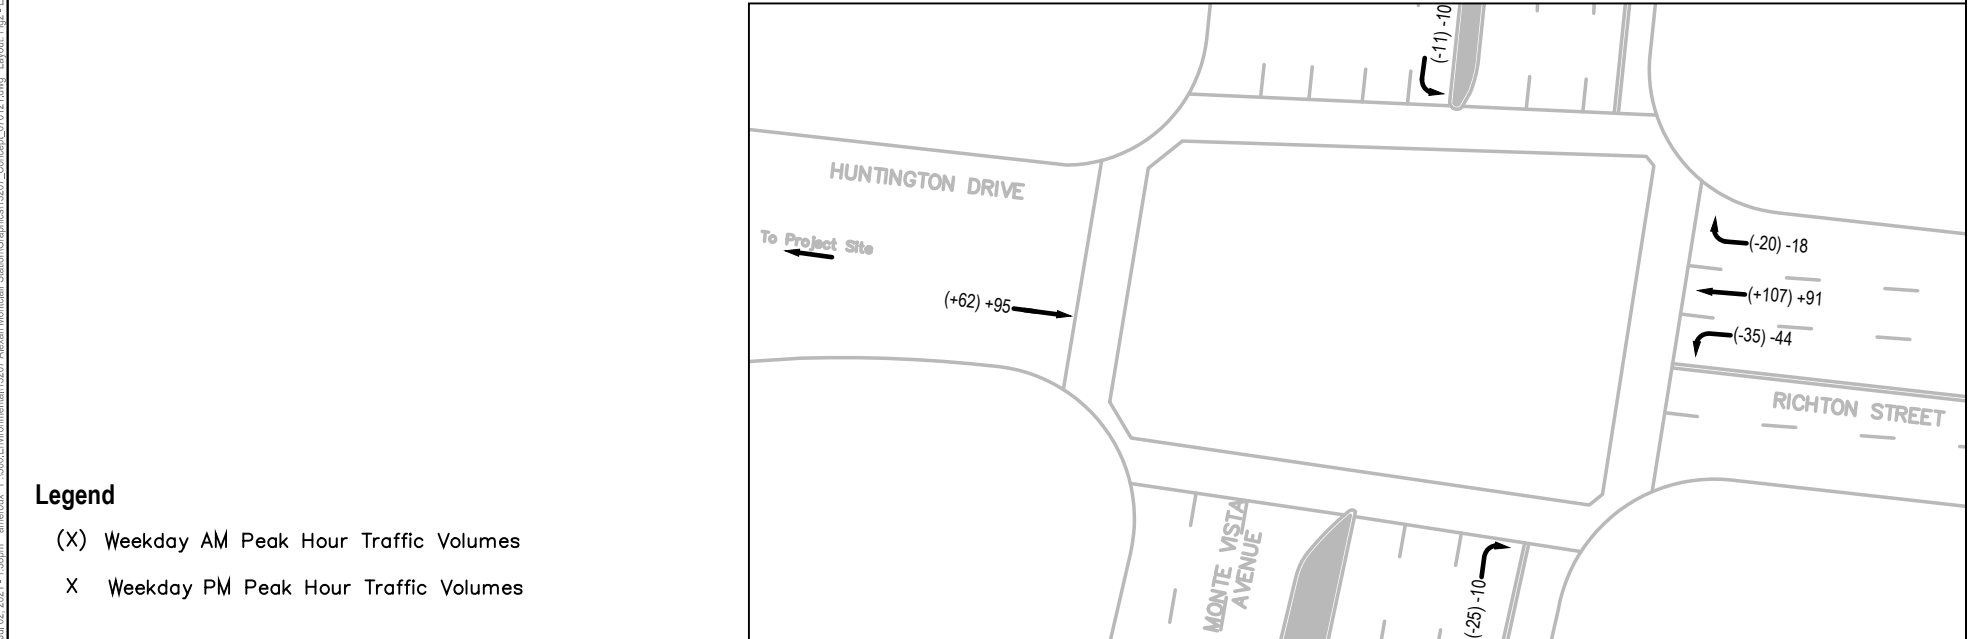 (-11) -10
HUNTINGTON DRIVE
To Project Site
(+62) +95
(-20) -18
(+107) +91
(-35) -44
RICHTON STREET
MONTE VISTA
AVENUE
(-25) -10
Legend
(X) Weekday AM Peak Hour Traffic Volumes
X Weekday PM Peak Hour Traffic Volumes